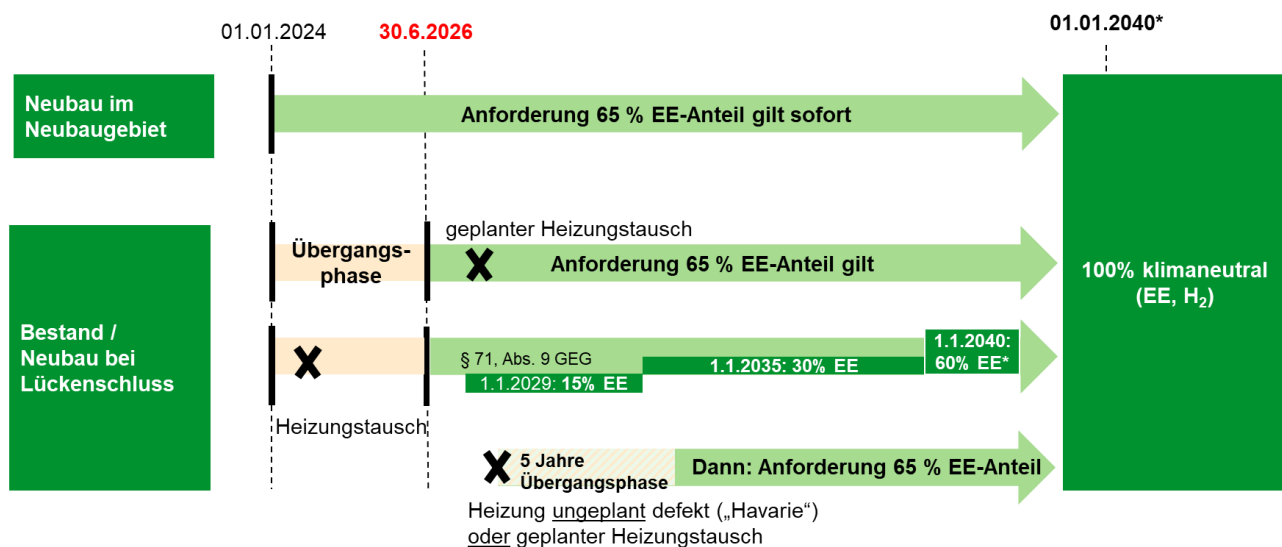 01.01.2024
30.6.2026
01.01.2040*
Neubau im
Neubaugebiet
Anforderung 65 % EE-Anteil gilt sofort
geplanter Heizungstausch
Übergangs-
phase
Anforderung 65 % EE-Anteil gilt
100% klimaneutral
(EE, H₂)
Bestand /
Neubau bei
Lückenschluss
§ 71, Abs. 9 GEG
1.1.2029: 15% EE
1.1.2035: 30% EE
1.1.2040:
60% EE*
Heizungstausch
5 Jahre
Übergangsphase
Dann: Anforderung 65 % EE-Anteil
Heizung ungeplant defekt („Havarie“)
oder geplanter Heizungstausch